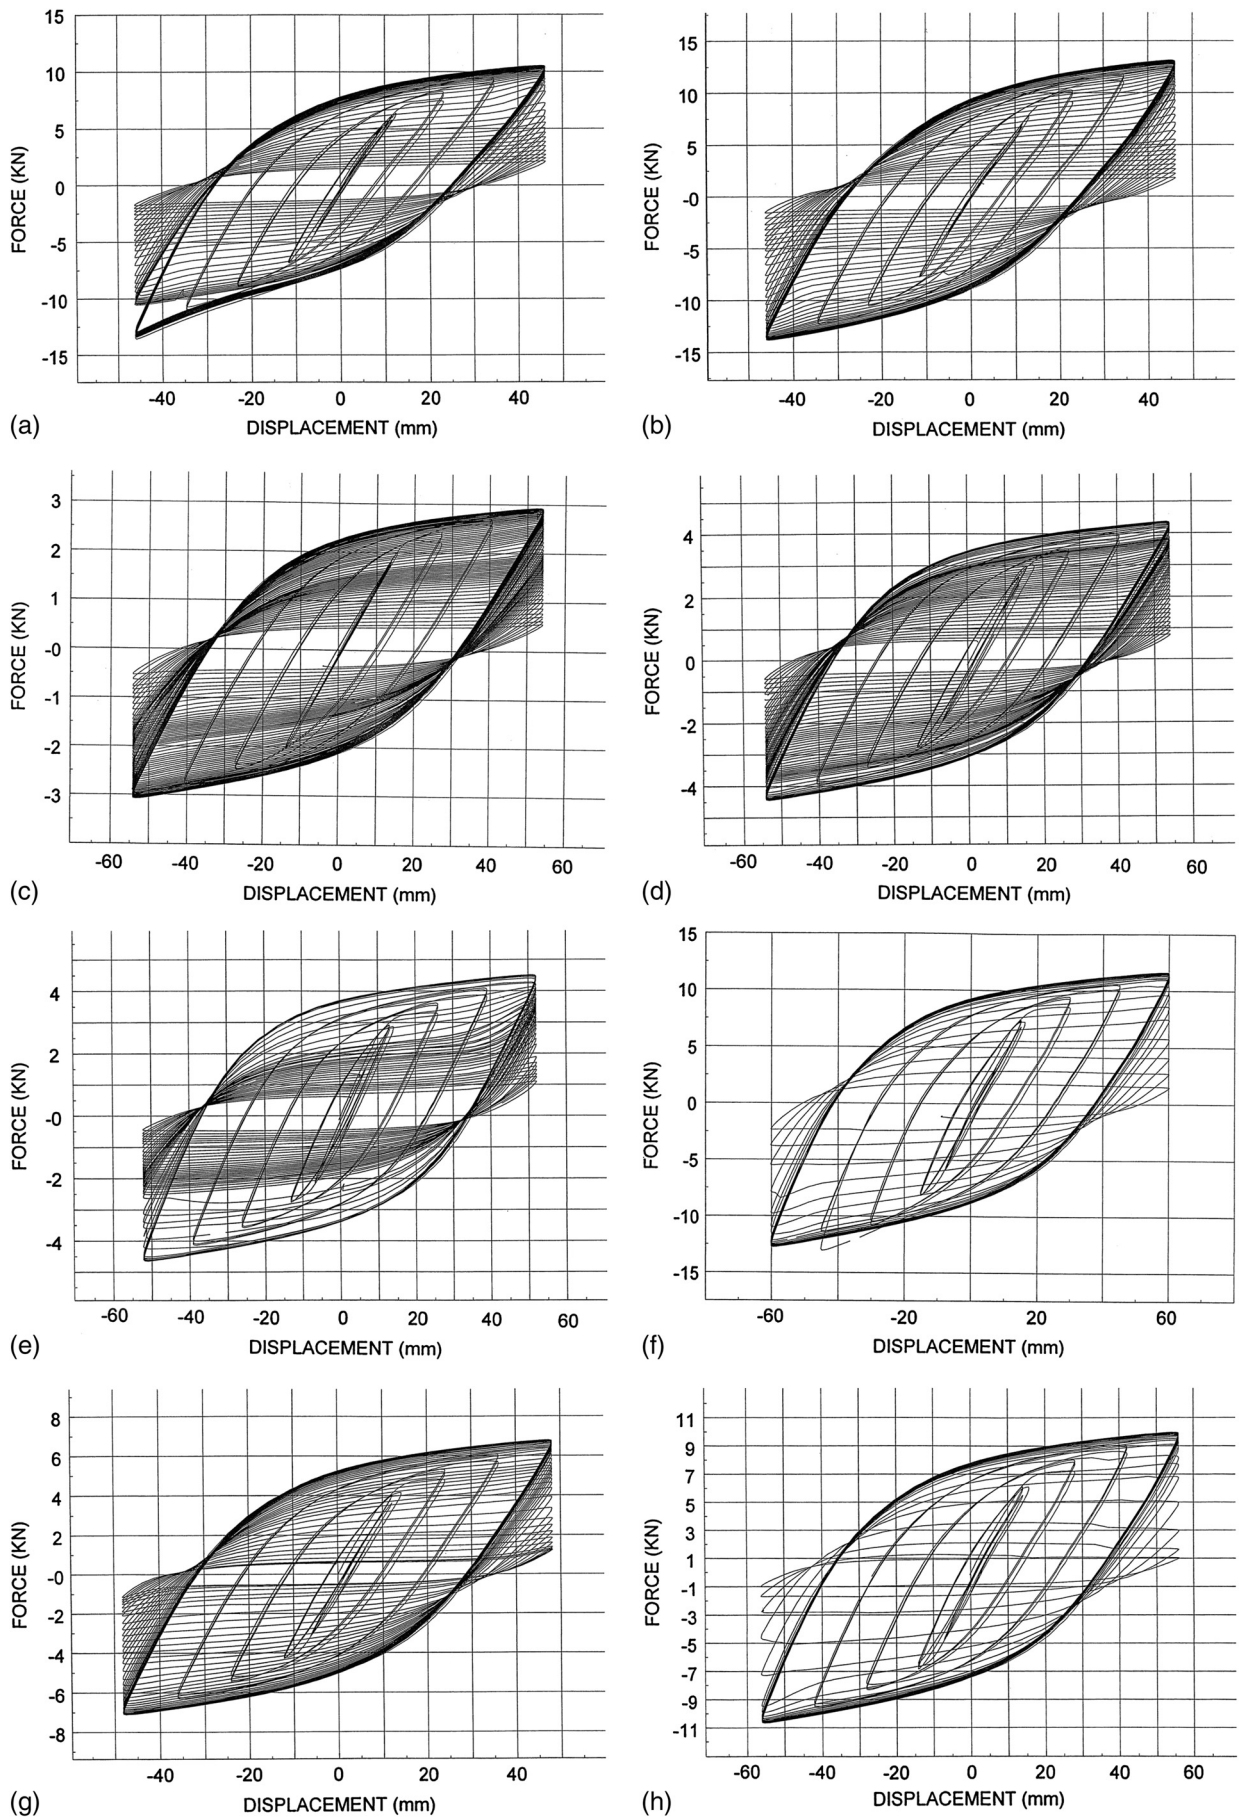 15
10
5
0
-5
-10
-15
FORCE (KN)
-40 -20 0 20 40
DISPLACEMENT (mm)
(a)
15
10
5
-0
-5
-10
-15
FORCE (KN)
-40 -20 0 20 40
DISPLACEMENT (mm)
(b)
3
2
1
-0
-1
-2
-3
FORCE (KN)
-60 -40 -20 0 20 40 60
DISPLACEMENT (mm)
(c)
4
2
0
-2
-4
FORCE (KN)
-60 -40 -20 0 20 40 60
DISPLACEMENT (mm)
(d)
4
2
-0
-2
-4
FORCE (KN)
-60 -40 -20 0 20 40 60
DISPLACEMENT (mm)
(e)
15
10
5
0
-5
-10
-15
FORCE (KN)
-60 -20 20 60
DISPLACEMENT (mm)
(f)
8
6
4
2
-0
-2
-4
-6
-8
FORCE (KN)
-40 -20 0 20 40
DISPLACEMENT (mm)
(g)
11
9
7
5
3
1
-1
-3
-5
-7
-9
-11
FORCE (KN)
-60 -40 -20 0 20 40 60
DISPLACEMENT (mm)
(h)